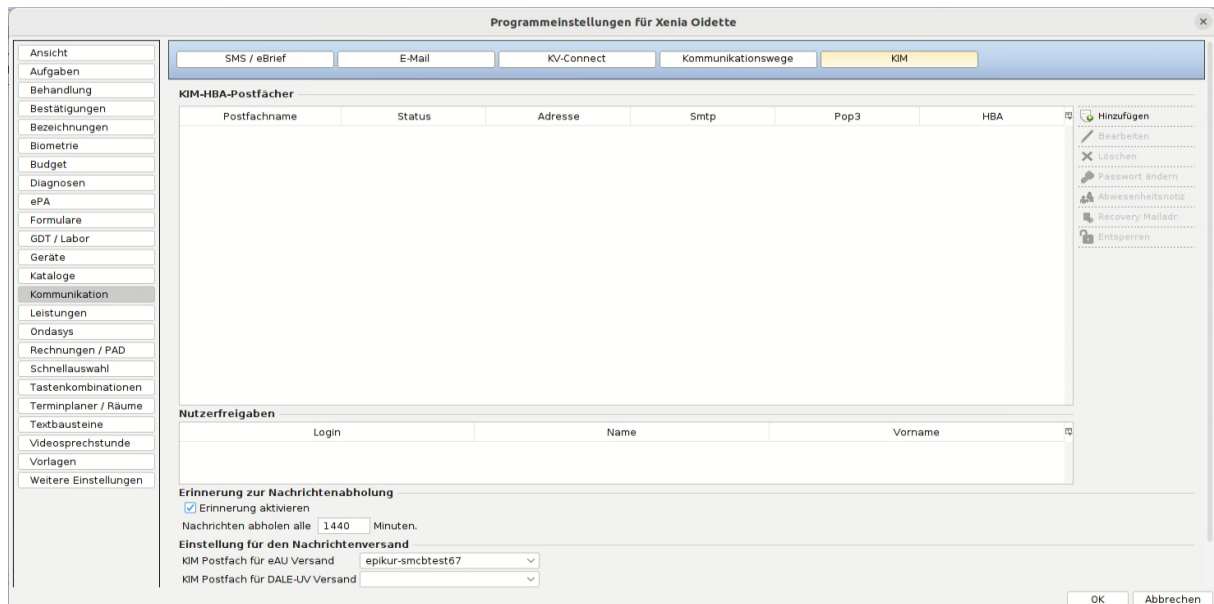 Programmeinstellungen für Xenia Oidette
Ansicht
Aufgaben
Behandlung
Bestätigungen
Bezeichnungen
Biometrie
Budget
Diagnosen
ePA
Formulare
GDT / Labor
Geräte
Kataloge
Kommunikation
Leistungen
Ondasys
Rechnungen / PAD
Schnellauswahl
Tastenkombinationen
Terminplaner / Räume
Textbausteine
Videosprechstunde
Vorlagen
Weitere Einstellungen
SMS / eBrief E-Mail KV-Connect Kommunikationswege KIM
KIM-HBA-Postfächer
Postfachname Status Adresse Smtp Pop3 HBA
Hinzufügen
Bearbeiten
Löschen
Passwort ändern
Abwesenheitsnotiz
Recovery Mailadr.
Entsperren
Nutzerfreigaben
Login Name Vorname
Erinnerung zur Nachrichtenabholung
Erinnerung aktivieren
Nachrichten abholen alle 1440 Minuten.
Einstellung für den Nachrichtenversand
KIM Postfach für eAU Versand epikur-smcbtest67
KIM Postfach für DALE-UV Versand
OK Abbrechen